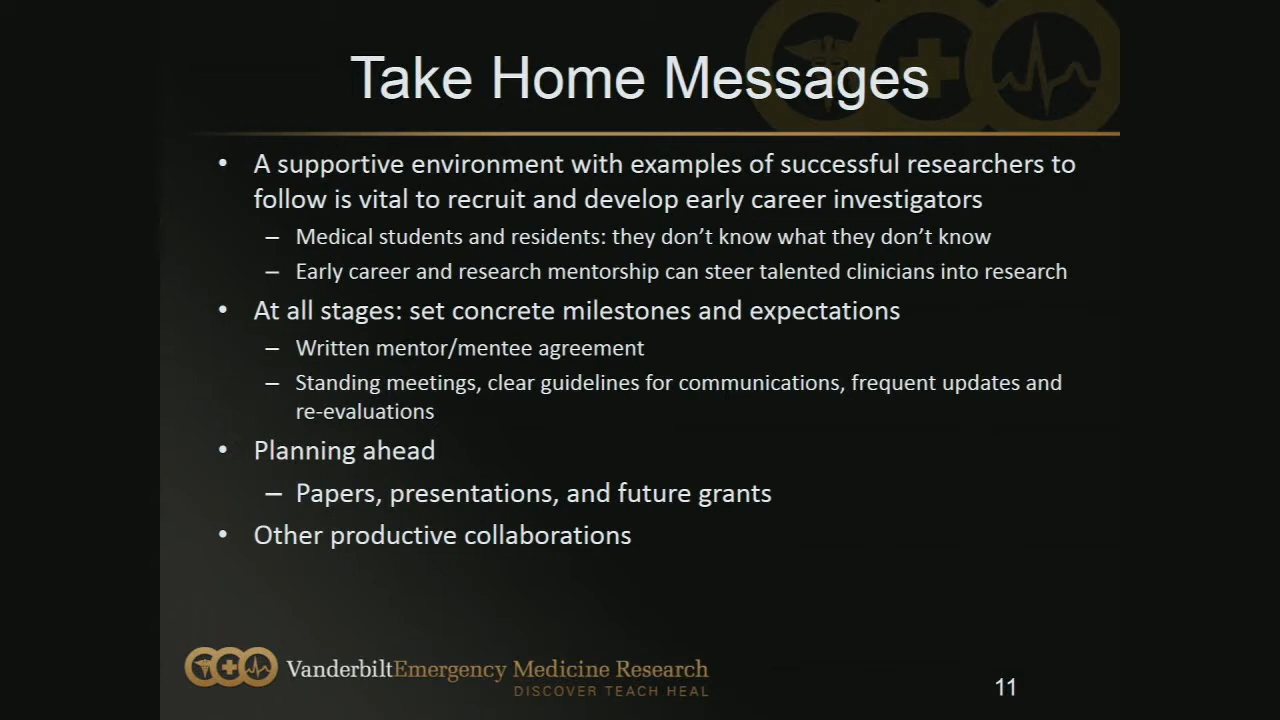 Take Home Messages
• A supportive environment with examples of successful researchers to
follow is vital to recruit and develop early career investigators
– Medical students and residents: they don’t know what they don’t know
– Early career and research mentorship can steer talented clinicians into research
• At all stages: set concrete milestones and expectations
– Written mentor/mentee agreement
– Standing meetings, clear guidelines for communications, frequent updates and
re-evaluations
• Planning ahead
– Papers, presentations, and future grants
• Other productive collaborations
VanderbiltEmergency Medicine Research
DISCOVER TEACH HEAL
11